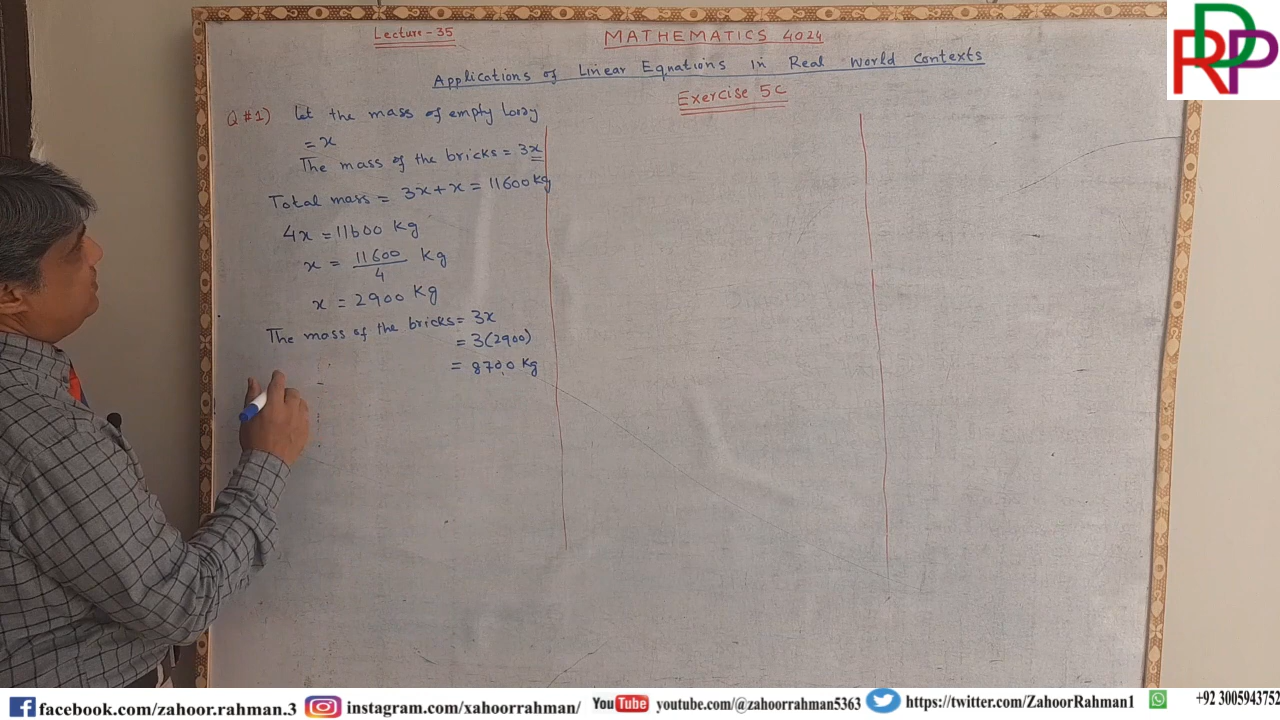 Lecture-35
MATHEMATICS 4024
Applications of Linear Equations in Real World Contexts
Exercise 5C
Q#1) Let the mass of empty lorry
= x
The mass of the bricks = 3x
Total mass = 3x+x = 11600 Kg
4x = 11600 Kg
x = 11600/4 Kg
x = 2900 Kg
The mass of the bricks = 3x
= 3(2900)
= 8700 Kg
RDDP
facebook.com/zahoor.rahman.3
instagram.com/xahoorrahman/
YouTube youtube.com/@zahoorrahman5363
https://twitter.com/ZahoorRahman1
+92 3005943752